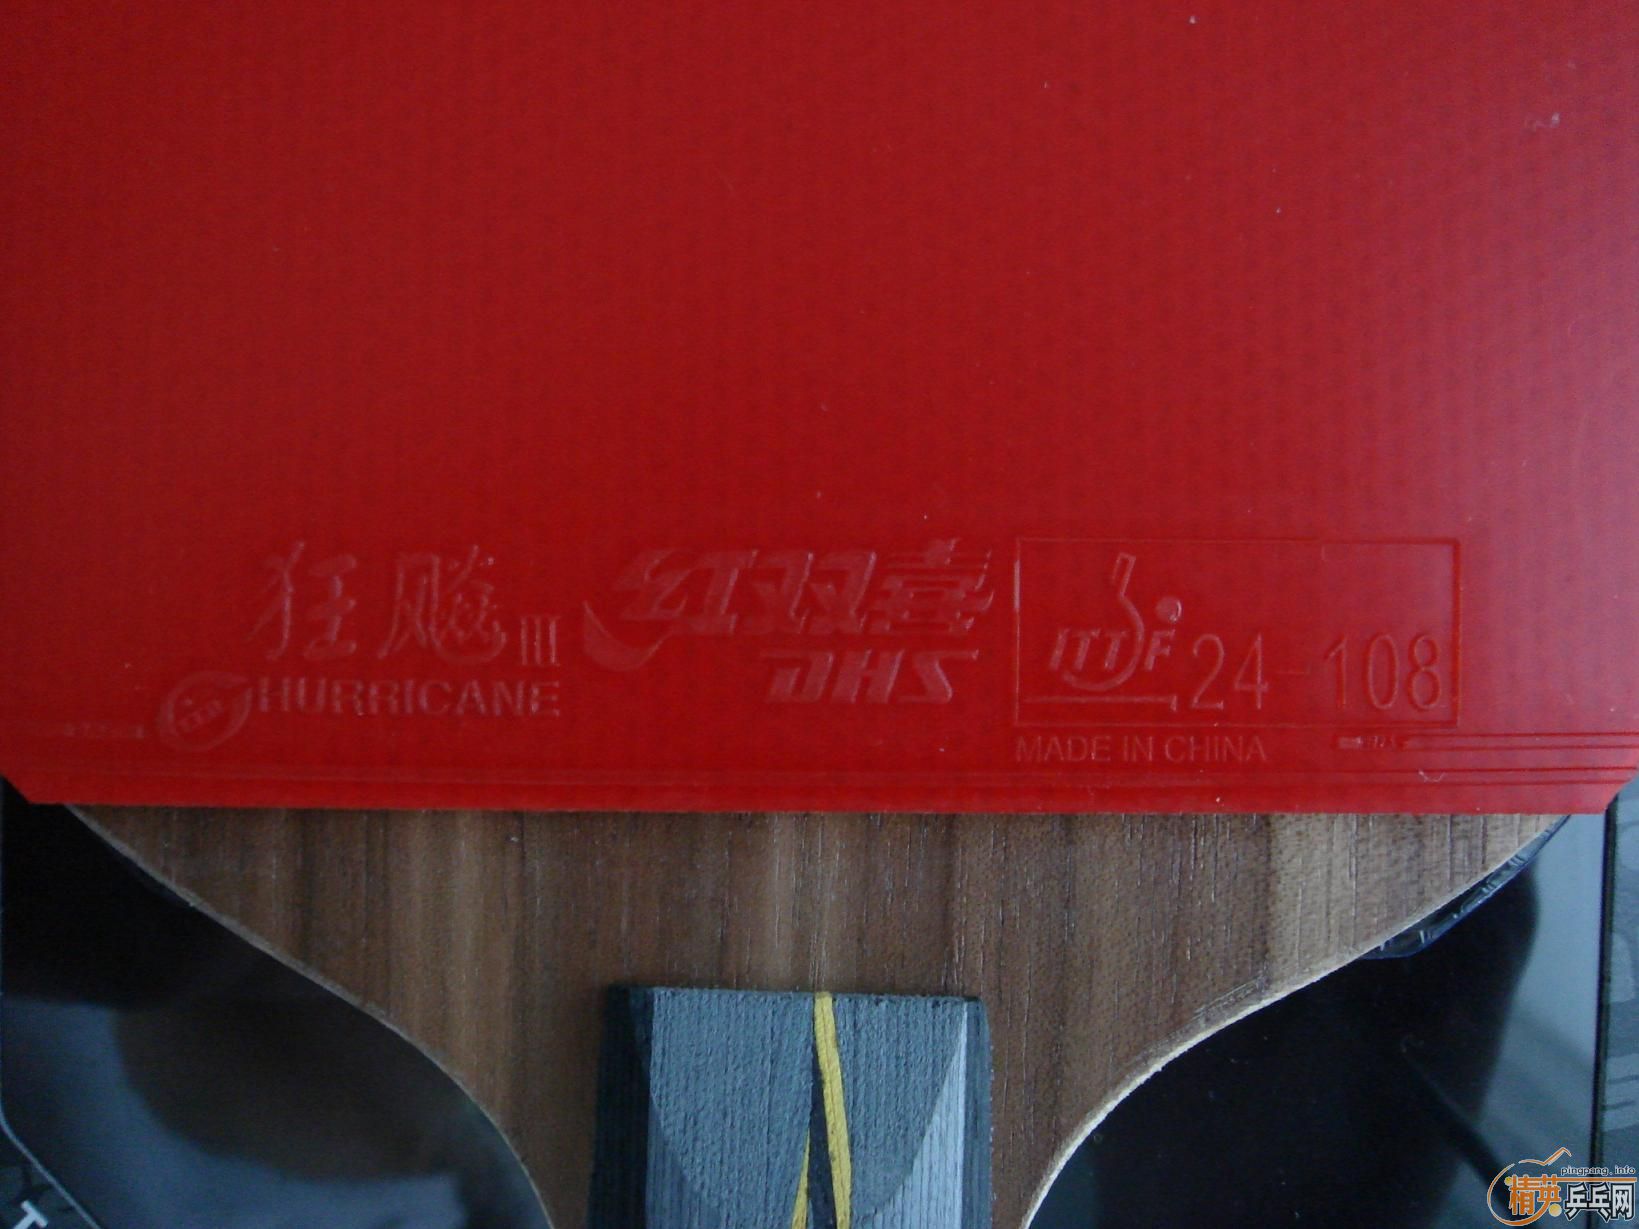 狂飚III 红双喜
HURRICANE DHS
ITTF 24-108
MADE IN CHINA
pingpang.info
精英乒乓网